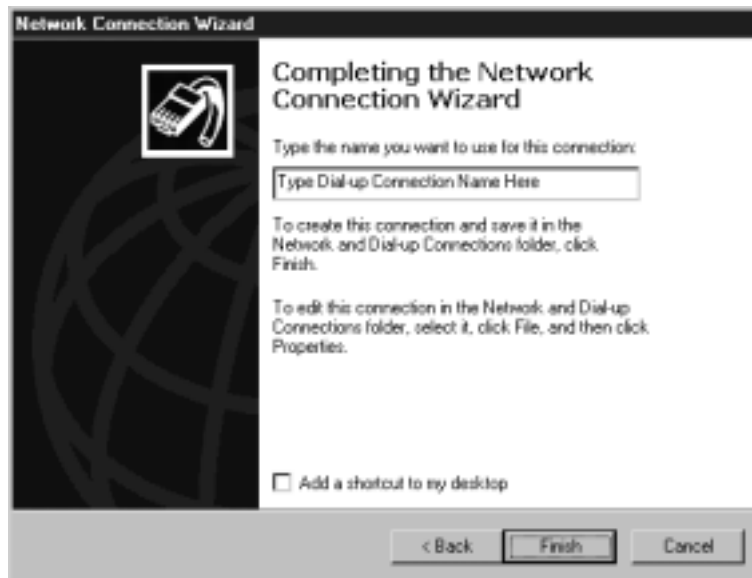 Network Connection Wizard
Completing the Network
Connection Wizard
Type the name you want to use for this connection:
Type Dial-up Connection Name Here
To create this connection and save it in the
Network and Dial-up Connections folder, click
Finish.
To edit this connection in the Network and Dial-up
Connections folder, select it, click File, and then click
Properties.
Add a shortcut to my desktop
< Back
Finish
Cancel